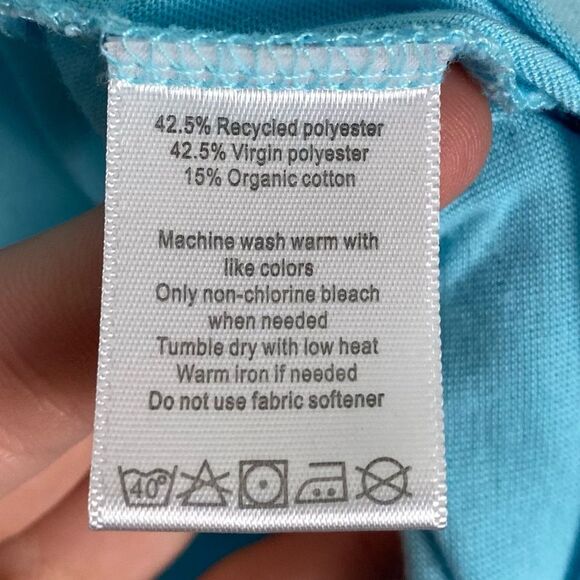 42.5% Recycled polyester
42.5% Virgin polyester
15% Organic cotton
Machine wash warm with
like colors
Only non-chlorine bleach
when needed
Tumble dry with low heat
Warm iron if needed
Do not use fabric softener
40°